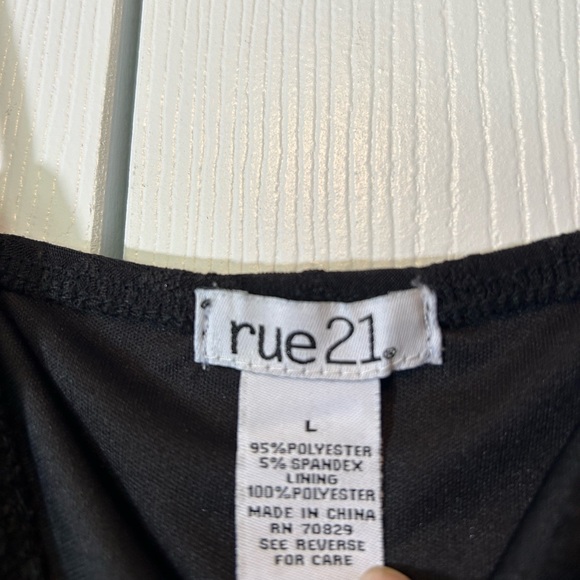 rue21®
L
95%POLYESTER
5% SPANDEX
LINING
100%POLYESTER
MADE IN CHINA
RN 70829
SEE REVERSE
FOR CARE